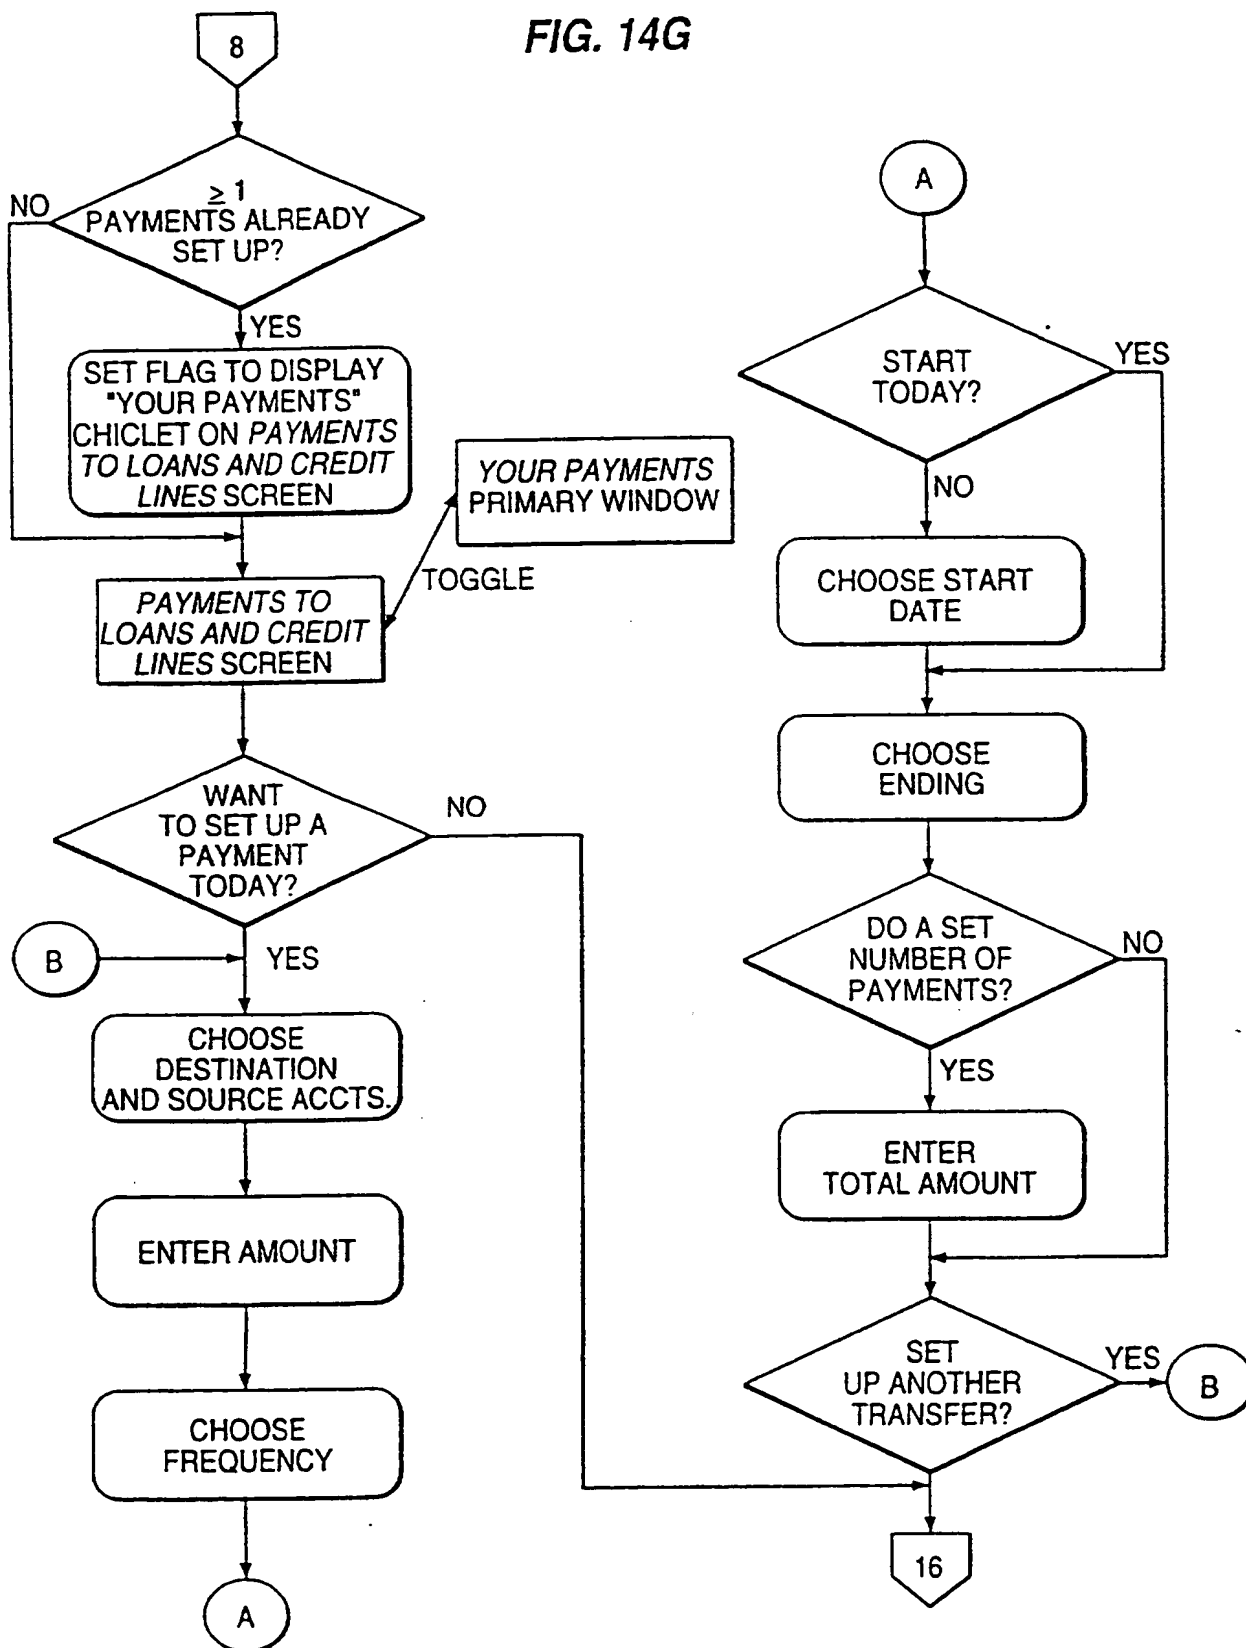 FIG. 14G
8
≥ 1
PAYMENTS ALREADY
SET UP?
NO
YES
SET FLAG TO DISPLAY
"YOUR PAYMENTS"
CHICLET ON PAYMENTS
TO LOANS AND CREDIT
LINES SCREEN
YOUR PAYMENTS
PRIMARY WINDOW
TOGGLE
PAYMENTS TO
LOANS AND CREDIT
LINES SCREEN
WANT
TO SET UP A
PAYMENT
TODAY?
NO
YES
B
CHOOSE
DESTINATION
AND SOURCE ACCTS.
ENTER AMOUNT
CHOOSE
FREQUENCY
A
A
START
TODAY?
YES
NO
CHOOSE START
DATE
CHOOSE
ENDING
DO A SET
NUMBER OF
PAYMENTS?
NO
YES
ENTER
TOTAL AMOUNT
SET
UP ANOTHER
TRANSFER?
YES
B
16